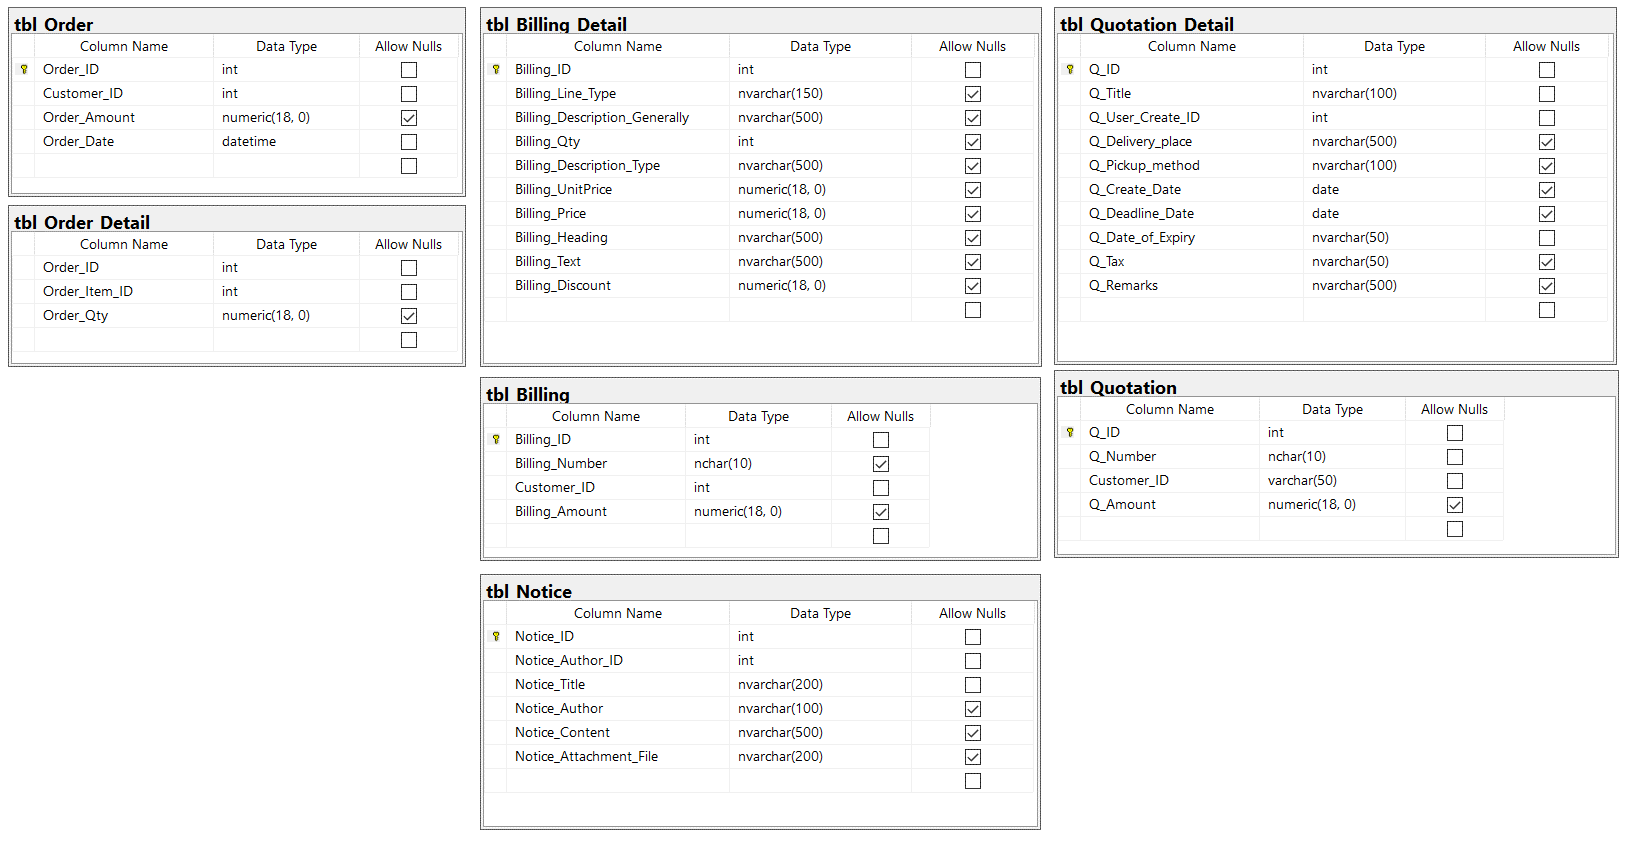 tbl_Order
Column Name Data Type Allow Nulls
Order_ID int
Customer_ID int
Order_Amount numeric(18, 0)
Order_Date datetime
tbl_Order_Detail
Column Name Data Type Allow Nulls
Order_ID int
Order_Item_ID int
Order_Qty numeric(18, 0)
tbl_Billing_Detail
Column Name Data Type Allow Nulls
Billing_ID int
Billing_Line_Type nvarchar(150)
Billing_Description_Generally nvarchar(500)
Billing_Qty int
Billing_Description_Type nvarchar(500)
Billing_UnitPrice numeric(18, 0)
Billing_Price numeric(18, 0)
Billing_Heading nvarchar(500)
Billing_Text nvarchar(500)
Billing_Discount numeric(18, 0)
tbl_Billing
Column Name Data Type Allow Nulls
Billing_ID int
Billing_Number nchar(10)
Customer_ID int
Billing_Amount numeric(18, 0)
tbl_Notice
Column Name Data Type Allow Nulls
Notice_ID int
Notice_Author_ID int
Notice_Title nvarchar(200)
Notice_Author nvarchar(100)
Notice_Content nvarchar(500)
Notice_Attachment_File nvarchar(200)
tbl_Quotation_Detail
Column Name Data Type Allow Nulls
Q_ID int
Q_Title nvarchar(100)
Q_User_Create_ID int
Q_Delivery_place nvarchar(500)
Q_Pickup_method nvarchar(100)
Q_Create_Date date
Q_Deadline_Date date
Q_Date_of_Expiry nvarchar(50)
Q_Tax nvarchar(50)
Q_Remarks nvarchar(500)
tbl_Quotation
Column Name Data Type Allow Nulls
Q_ID int
Q_Number nchar(10)
Customer_ID varchar(50)
Q_Amount numeric(18, 0)